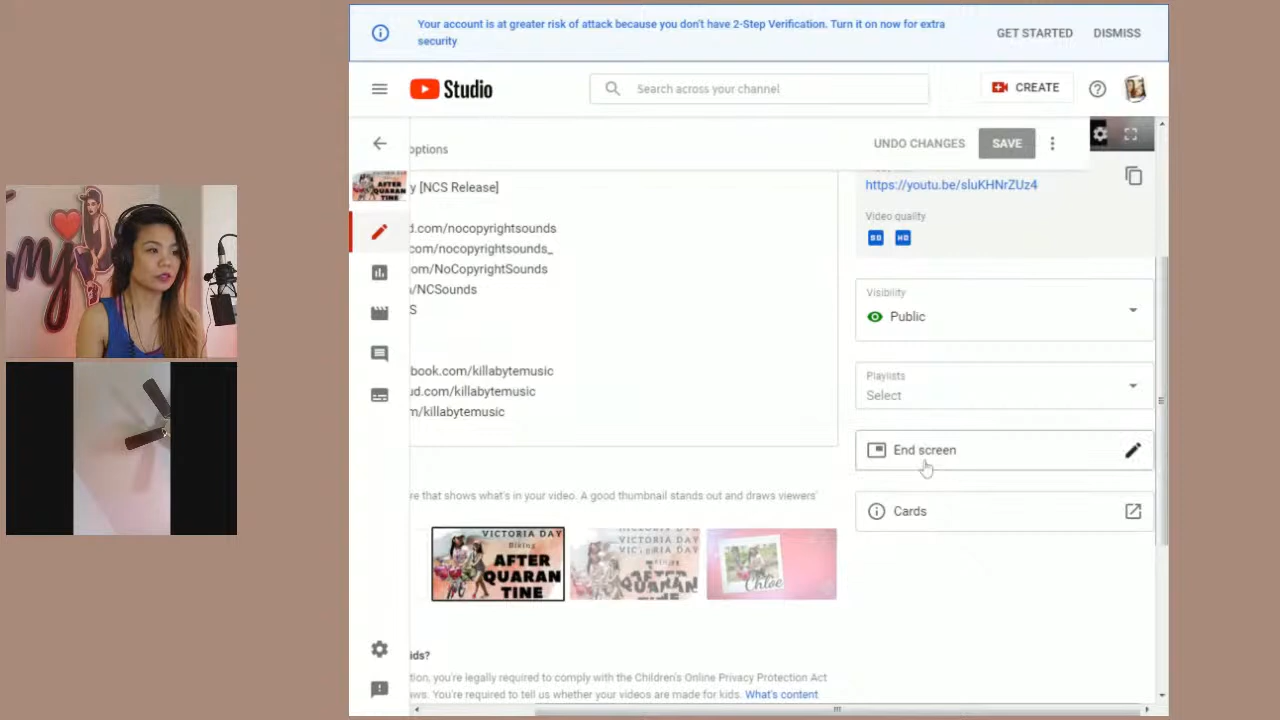 Your account is at greater risk of attack because you don't have 2-Step Verification. Turn it on now for extra
security
GET STARTED
DISMISS
Studio
Search across your channel
CREATE
options
UNDO CHANGES
SAVE
y [NCS Release]
https://youtu.be/sluKHNrZUz4
Video quality
SD
HD
d.com/nocopyrightsounds
com/nocopyrightsounds_
om/NoCopyrightSounds
/NCSounds
S
Visibility
Public
book.com/killabytemusic
ud.com/killabytemusic
m/killabytemusic
Playlists
Select
End screen
Cards
re that shows what's in your video. A good thumbnail stands out and draws viewers'
VICTORIA DAY
Biking
AFTER
QUARAN
TINE
Chloe
ids?
tion, you're legally required to comply with the Children's Online Privacy Protection Act
ws. You're required to tell us whether your videos are made for kids. What's content
mj